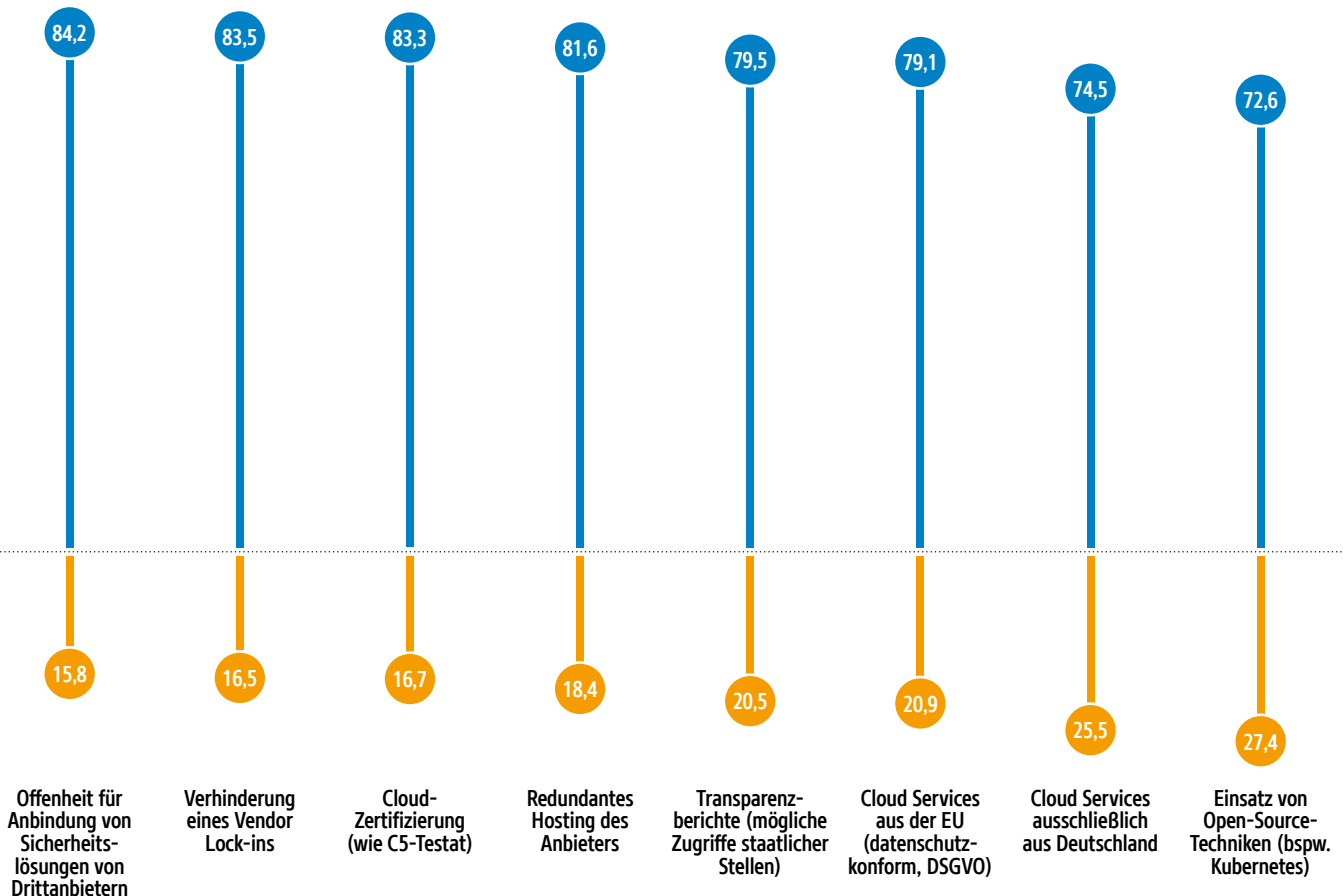 84,2
83,5
83,3
81,6
79,5
79,1
74,5
72,6
15,8
16,5
16,7
18,4
20,5
20,9
25,5
27,4
Offenheit für
Anbindung von
Sicherheits-
lösungen von
Drittanbietern
Verhinderung
eines Vendor
Lock-ins
Cloud-
Zertifizierung
(wie C5-Testat)
Redundantes
Hosting des
Anbieters
Transparenz-
berichte (mögliche
Zugriffe staatlicher
Stellen)
Cloud Services
aus der EU
(datenschutz-
konform, DSGVO)
Cloud Services
ausschließlich
aus Deutschland
Einsatz von
Open-Source-
Techniken (bspw.
Kubernetes)